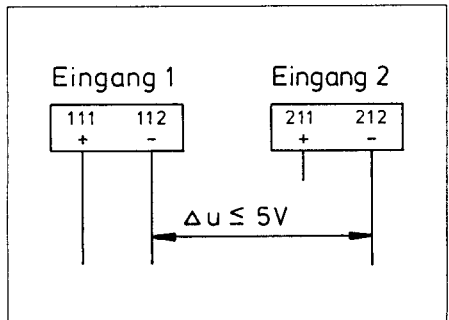 Eingang 1 Eingang 2
111 112 211 212
+ - + -
Δu ≤ 5V